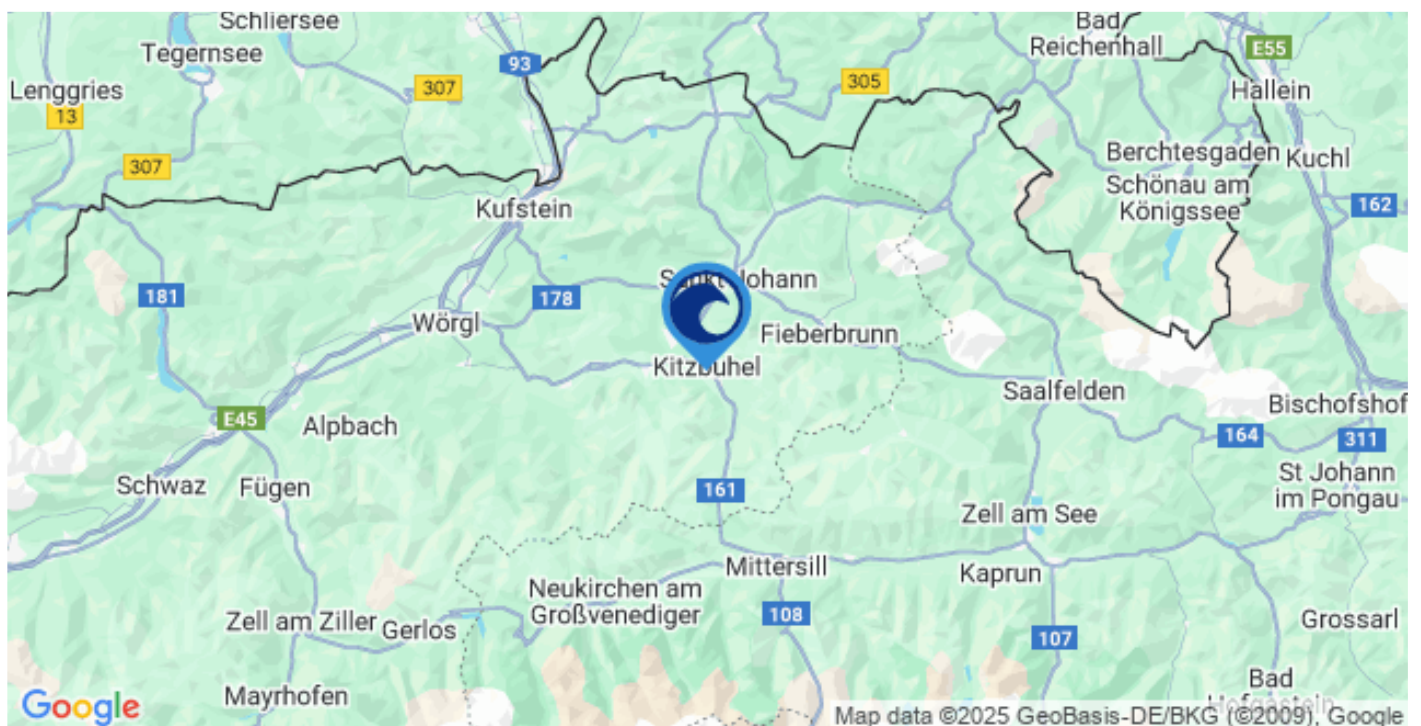 Schliersee
Tegernsee
Bad
Reichenhall
E55
93
Lenggries
307
305
Hallein
13
307
Berchtesgaden
Kuchl
Schönau am
Königssee
162
Kufstein
Sankt Johann
181
178
Wörgl
Fieberbrunn
Kitzbühel
Saalfelden
Bischofshof
E45
Alpbach
164
311
Schwaz
Fügen
161
St Johann
im Pongau
Zell am See
Mittersill
Kaprun
Neukirchen am
Großvenediger
108
Zell am Ziller
Gerlos
107
Grossarl
Mayrhofen
Bad
Hofgastein
Google
Map data ©2025 GeoBasis-DE/BKG (©2009), Google